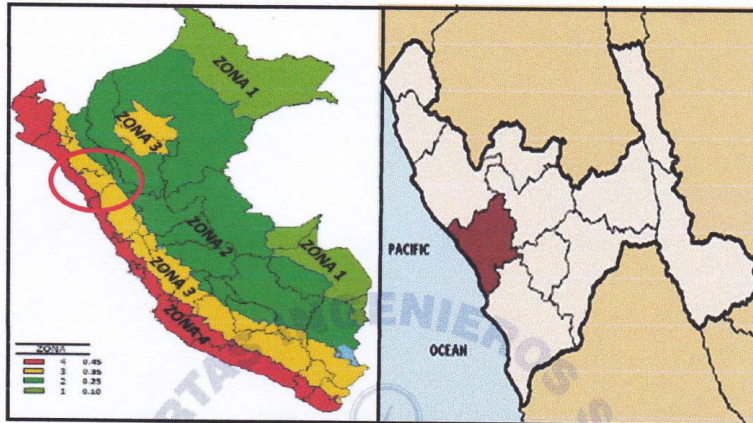 ZONA 1
ZONA 3
ZONA 2
ZONA 1
ZONA 3
ZONA 4
ZONA
4 0.45
3 0.35
2 0.25
1 0.10
PACIFIC
OCEAN
INGENIEROS